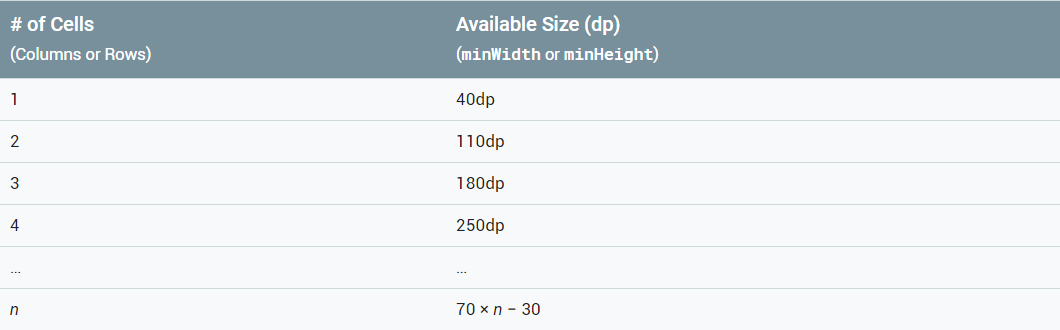 # of Cells
Available Size (dp)
(Columns or Rows)
(minWidth or minHeight)
1
40dp
2
110dp
3
180dp
4
250dp
...
...
n
70 × n − 30